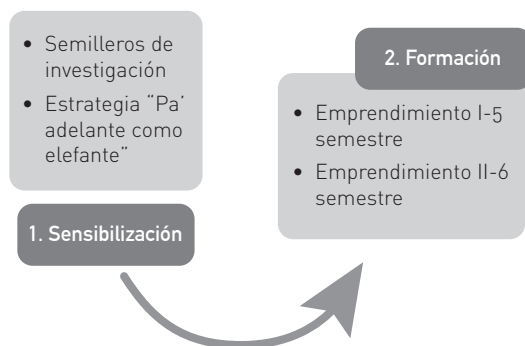 • Semilleros de
investigación
• Estrategia “Pa’
adelante como
elefante”
1. Sensibilización
2. Formación
• Emprendimiento I-5
semestre
• Emprendimiento II-6
semestre